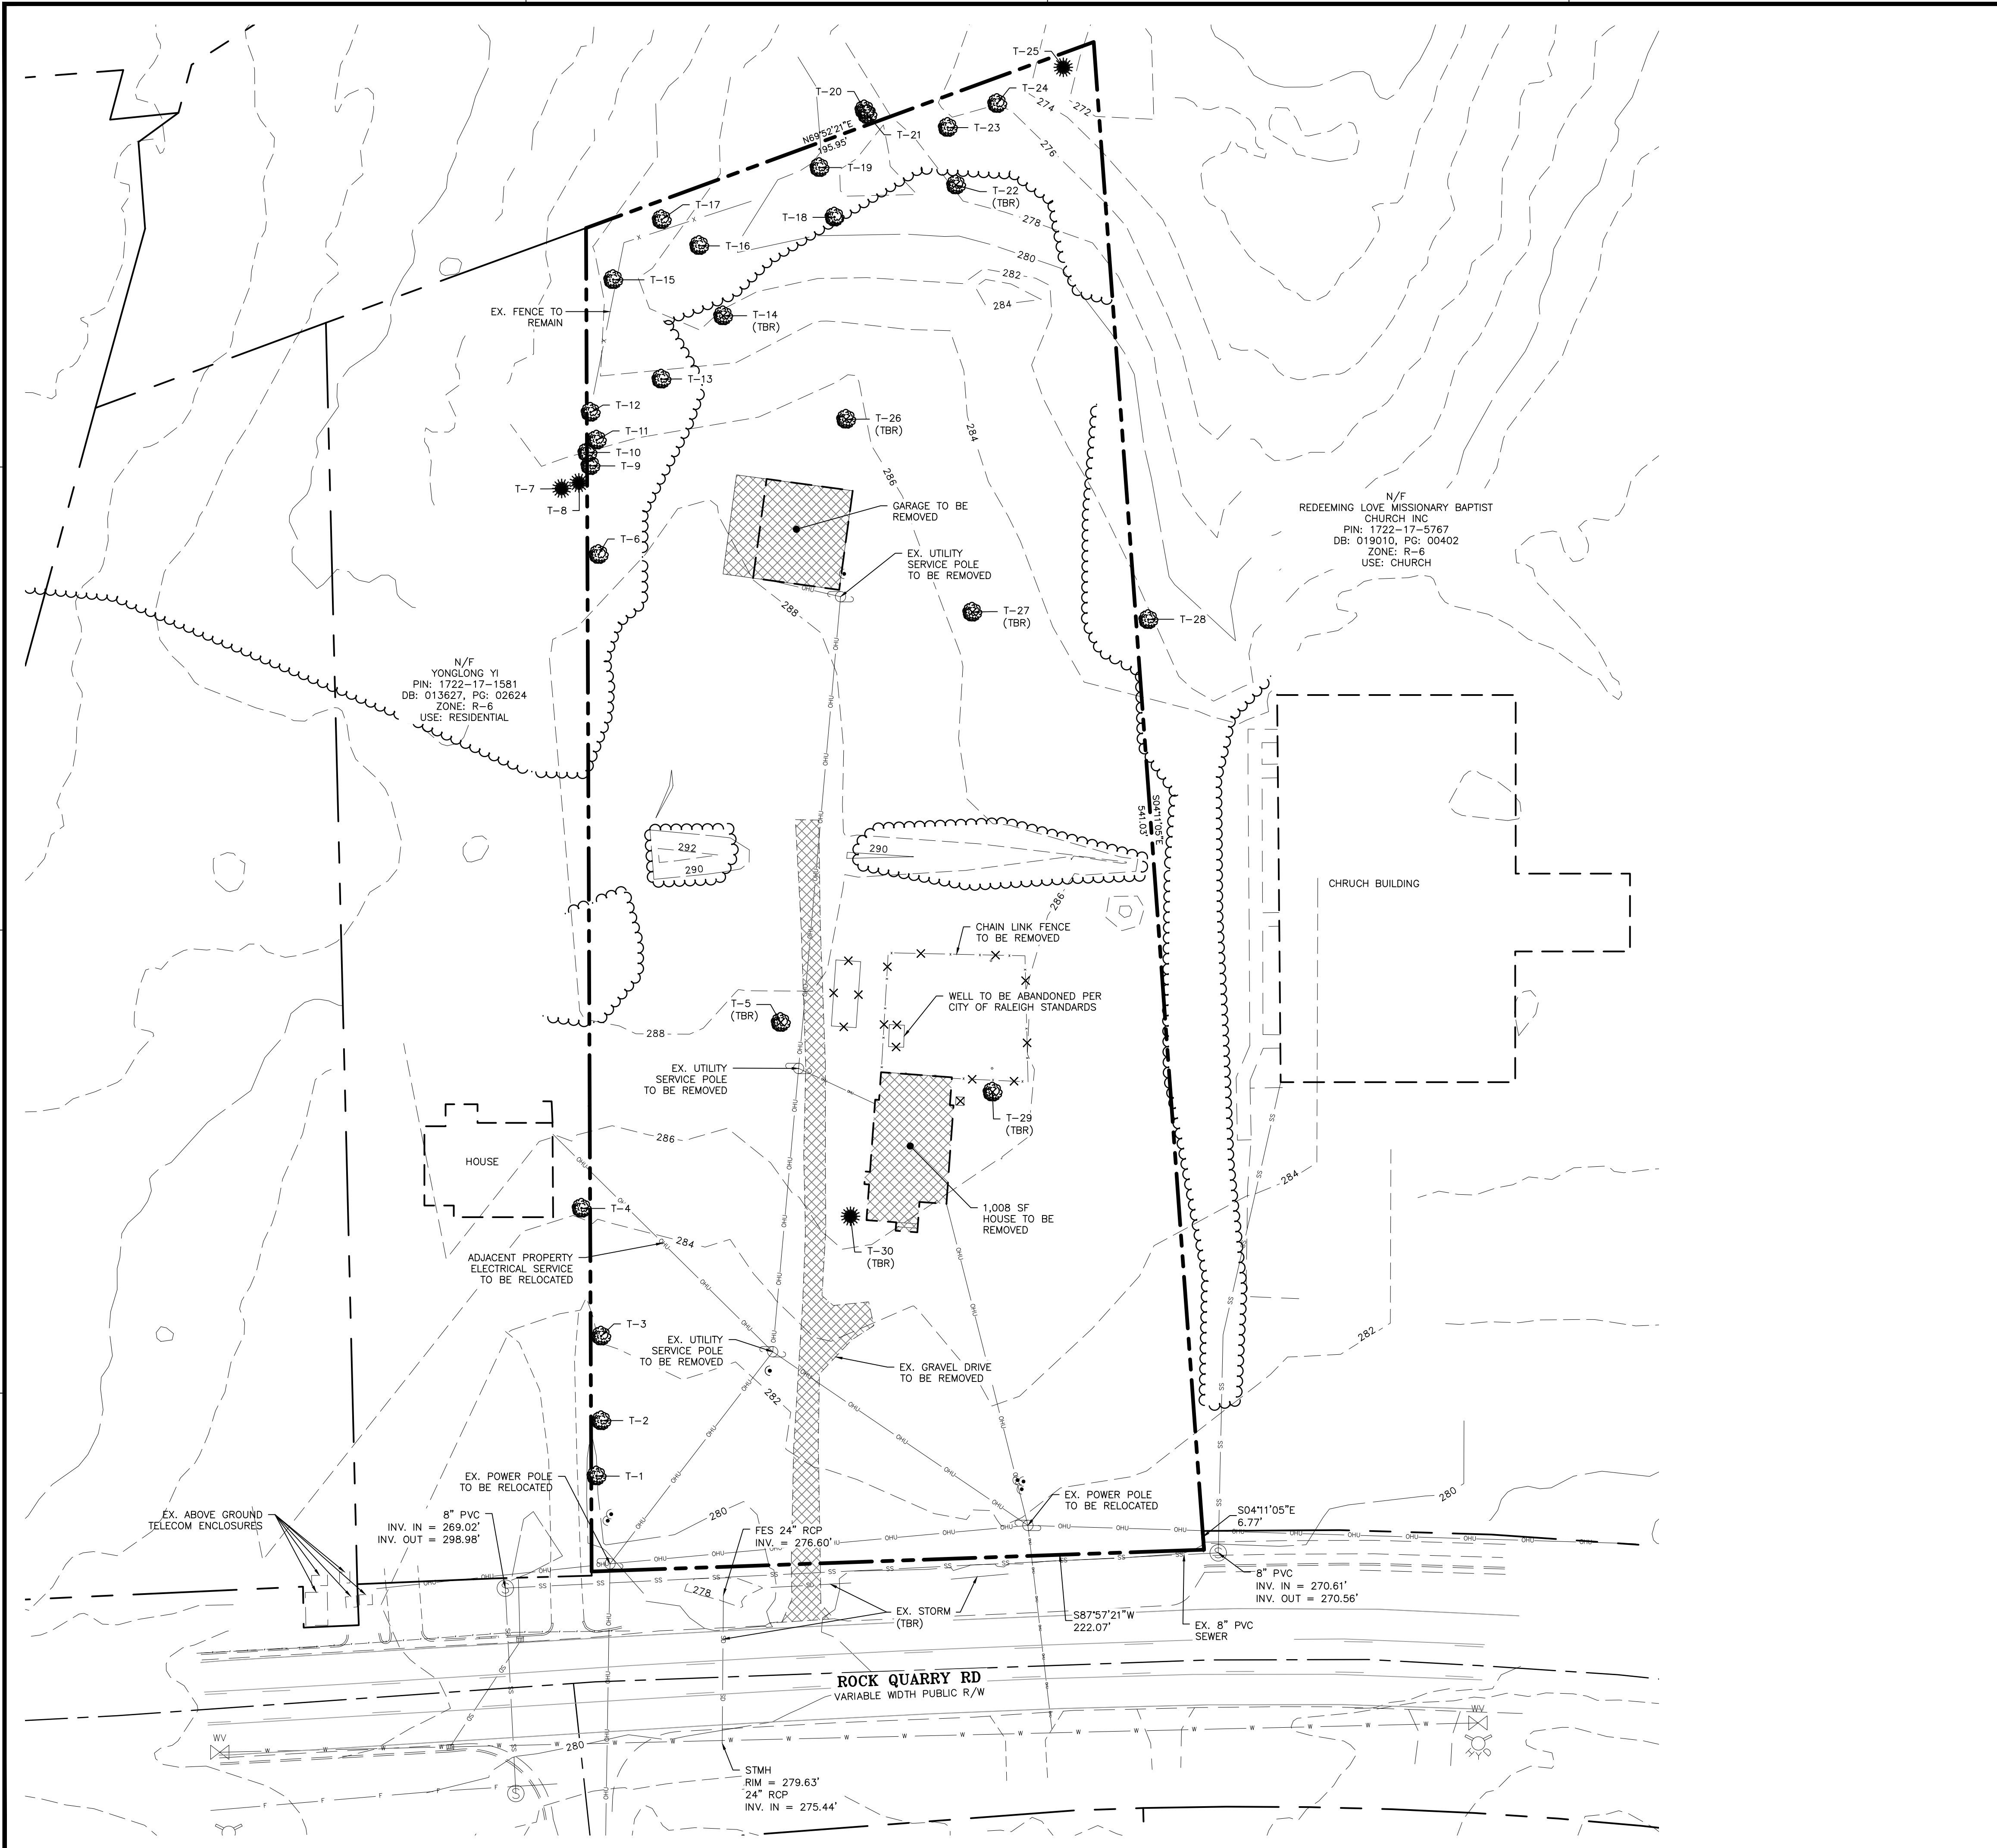 T-25
T-20
T-24
274
272
N69°52'21"E
195.95'
T-21
T-23
276
T-19
T-22
(TBR)
T-17
T-18
278
T-16
280
282
T-15
284
EX. FENCE TO
REMAIN
T-14
(TBR)
T-13
T-12
T-26
(TBR)
T-11
284
T-10
T-9
286
T-7
T-8
GARAGE TO BE
REMOVED
N/F
REDEEMING LOVE MISSIONARY BAPTIST
CHURCH INC
PIN: 1722-17-5767
DB: 019010, PG: 00402
ZONE: R-6
USE: CHURCH
T-6
EX. UTILITY
SERVICE POLE
TO BE REMOVED
OHU
288
T-27
(TBR)
T-28
N/F
YONGLONG YI
PIN: 1722-17-1581
DB: 013627, PG: 02624
ZONE: R-6
USE: RESIDENTIAL
OHU
OHU
S04°11'05"E
541.03'
292
290
290
CHRUCH BUILDING
286
CHAIN LINK FENCE
TO BE REMOVED
T-5
(TBR)
WELL TO BE ABANDONED PER
CITY OF RALEIGH STANDARDS
288
EX. UTILITY
SERVICE POLE
TO BE REMOVED
T-29
(TBR)
286
HOUSE
284
T-4
1,008 SF
HOUSE TO BE
REMOVED
284
ADJACENT PROPERTY
ELECTRICAL SERVICE
TO BE RELOCATED
T-30
(TBR)
T-3
EX. UTILITY
SERVICE POLE
TO BE REMOVED
282
EX. GRAVEL DRIVE
TO BE REMOVED
282
T-2
T-1
EX. POWER POLE
TO BE RELOCATED
EX. POWER POLE
TO BE RELOCATED
280
EX. ABOVE GROUND
TELECOM ENCLOSURES
8" PVC
INV. IN = 269.02'
INV. OUT = 298.98'
280
FES 24" RCP
INV. = 276.60'
S04°11'05"E
6.77'
278
8" PVC
INV. IN = 270.61'
INV. OUT = 270.56'
EX. STORM
(TBR)
S87°57'21"W
222.07'
EX. 8" PVC
SEWER
ROCK QUARRY RD
VARIABLE WIDTH PUBLIC R/W
WV
WV
280
STMH
RIM = 279.63'
24" RCP
INV. IN = 275.44'